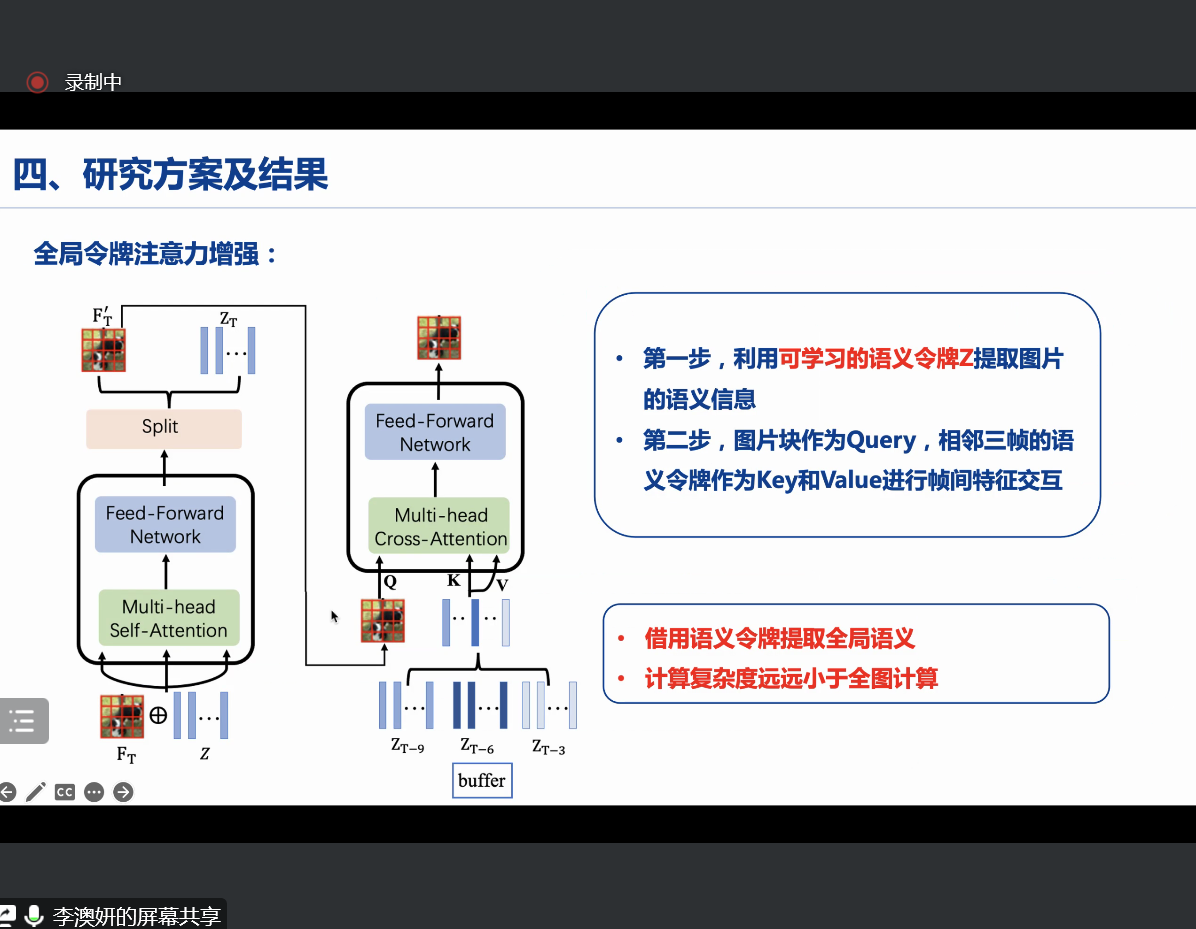 录制中
四、研究方案及结果
全局令牌注意力增强：
F′T
ZT
Split
Feed-Forward
Network
Multi-head
Self-Attention
FT
⊕
Z
Feed-Forward
Network
Multi-head
Cross-Attention
Q
K
V
ZT−9
ZT−6
ZT−3
buffer
• 第一步，利用可学习的语义令牌Z提取图片
的语义信息
• 第二步，图片块作为Query，相邻三帧的语
义令牌作为Key和Value进行帧间特征交互
• 借用语义令牌提取全局语义
• 计算复杂度远远小于全图计算
CC
李澳妍的屏幕共享